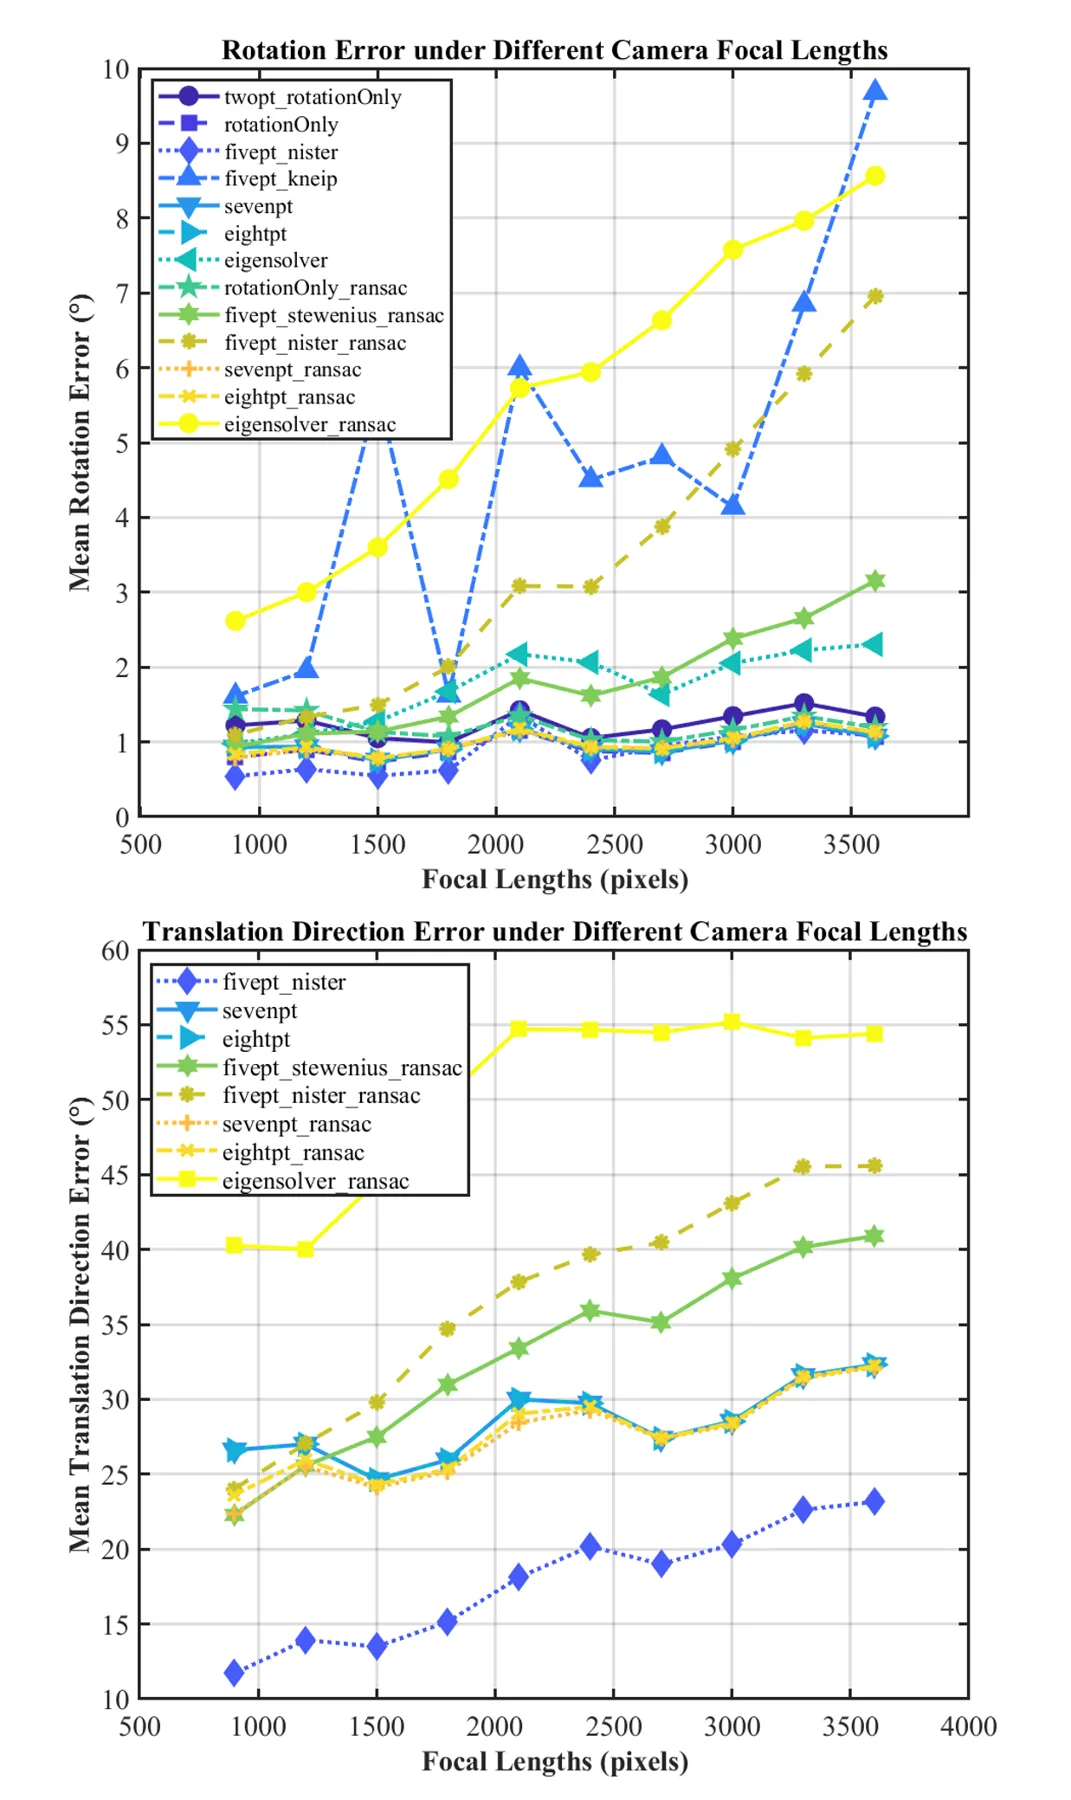 Rotation Error under Different Camera Focal Lengths
10
9
8
7
6
5
4
3
2
1
0
Mean Rotation Error (°)
twopt_rotationOnly
rotationOnly
fivept_nister
fivept_kneip
sevenpt
eightpt
eigensolver
rotationOnly_ransac
fivept_stewenius_ransac
fivept_nister_ransac
sevenpt_ransac
eightpt_ransac
eigensolver_ransac
500 1000 1500 2000 2500 3000 3500
Focal Lengths (pixels)
Translation Direction Error under Different Camera Focal Lengths
60
55
50
45
40
35
30
25
20
15
10
Mean Translation Direction Error (°)
fivept_nister
sevenpt
eightpt
fivept_stewenius_ransac
fivept_nister_ransac
sevenpt_ransac
eightpt_ransac
eigensolver_ransac
500 1000 1500 2000 2500 3000 3500 4000
Focal Lengths (pixels)